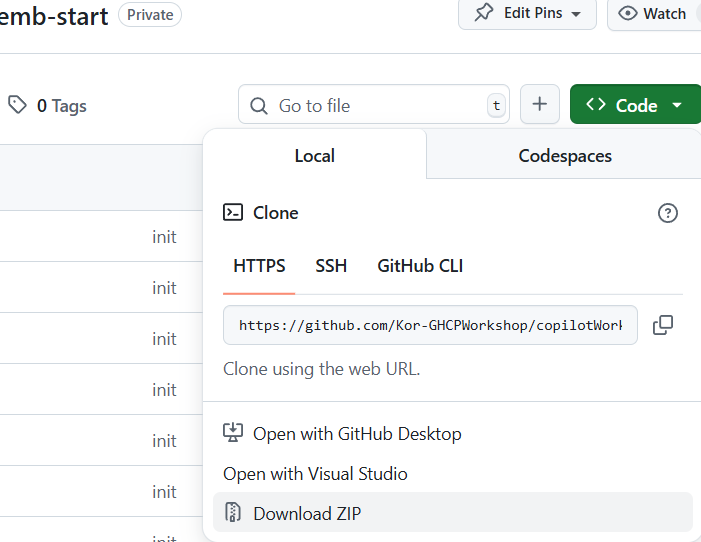 emb-start Private
Edit Pins
Watch
0 Tags
Go to file
t
Code
Local
Codespaces
Clone
HTTPS
SSH
GitHub CLI
https://github.com/Kor-GHCPWorkshop/copilotWork
Clone using the web URL.
Open with GitHub Desktop
Open with Visual Studio
Download ZIP
init
init
init
init
init
init
init